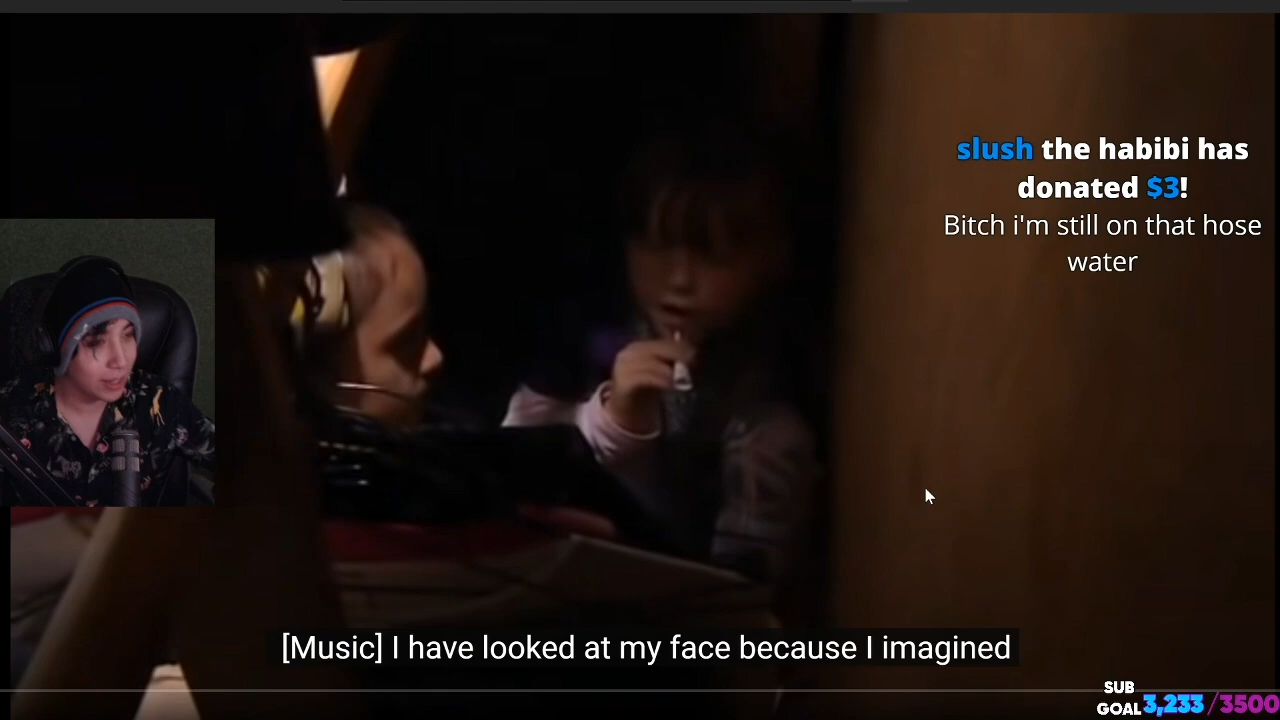 slush the habibi has
donated $3!
Bitch i'm still on that hose
water
[Music] I have looked at my face because I imagined
SUB
GOAL 3,233 / 3500